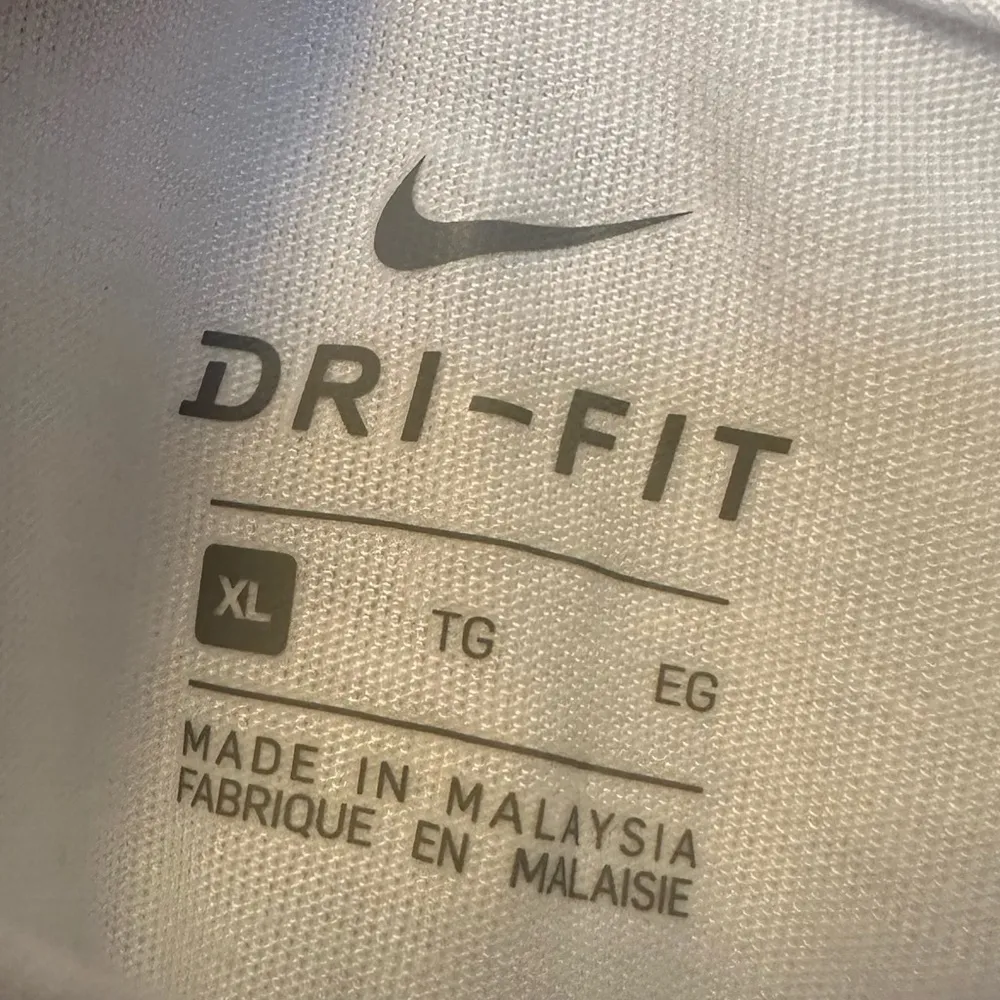 DRI-FIT
XL TG EG
MADE IN MALAYSIA
FABRIQUE EN MALAISIE